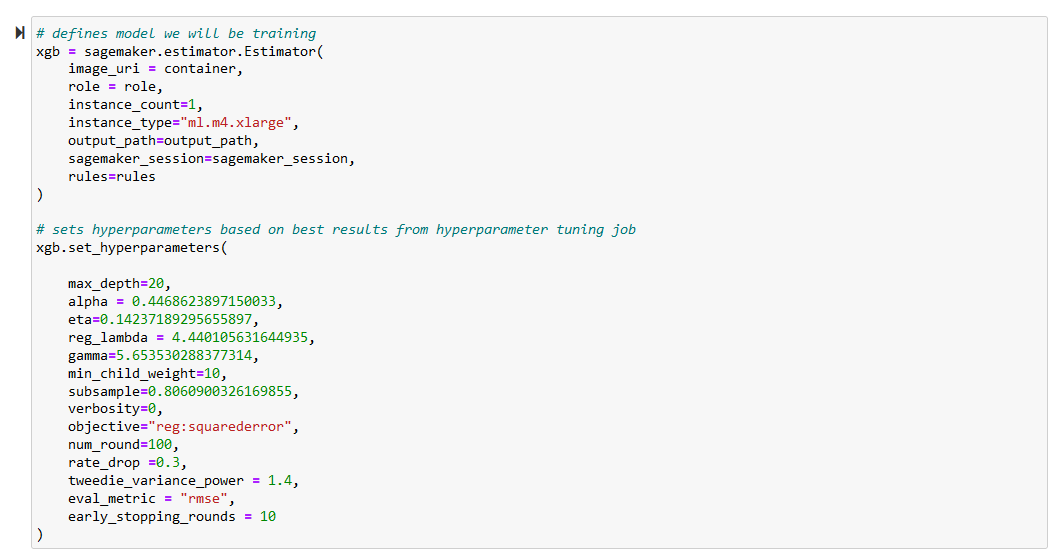 # defines model we will be training
xgb = sagemaker.estimator.Estimator(
    image_uri = container,
    role = role,
    instance_count=1,
    instance_type="ml.m4.xlarge",
    output_path=output_path,
    sagemaker_session=sagemaker_session,
    rules=rules
)
# sets hyperparameters based on best results from hyperparameter tuning job
xgb.set_hyperparameters(
    max_depth=20,
    alpha = 0.4468623897150033,
    eta=0.14237189295655897,
    reg_lambda = 4.440105631644935,
    gamma=5.653530288377314,
    min_child_weight=10,
    subsample=0.8060900326169855,
    verbosity=0,
    objective="reg:squarederror",
    num_round=100,
    rate_drop =0.3,
    tweedie_variance_power = 1.4,
    eval_metric = "rmse",
    early_stopping_rounds = 10
)